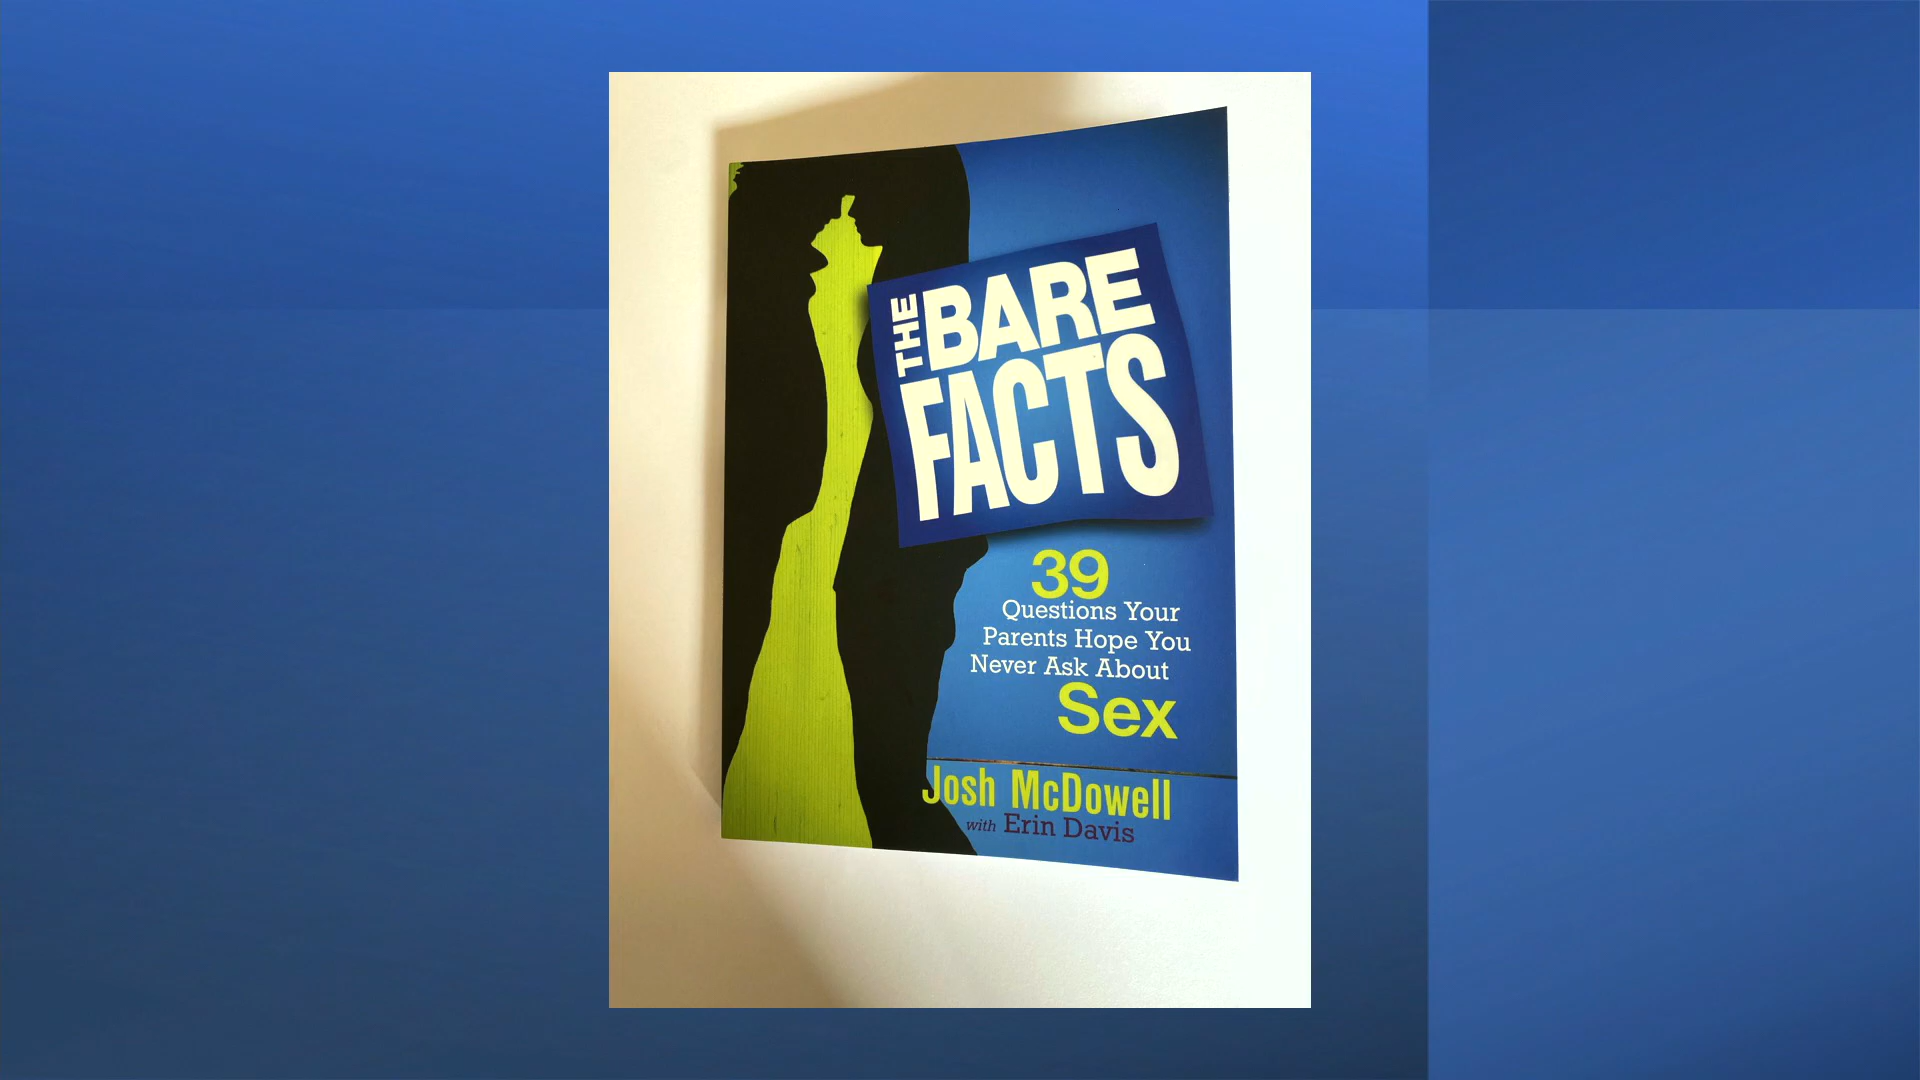 THE
BARE
FACTS
39
Questions Your
Parents Hope You
Never Ask About
Sex
Josh McDowell
with Erin Davis